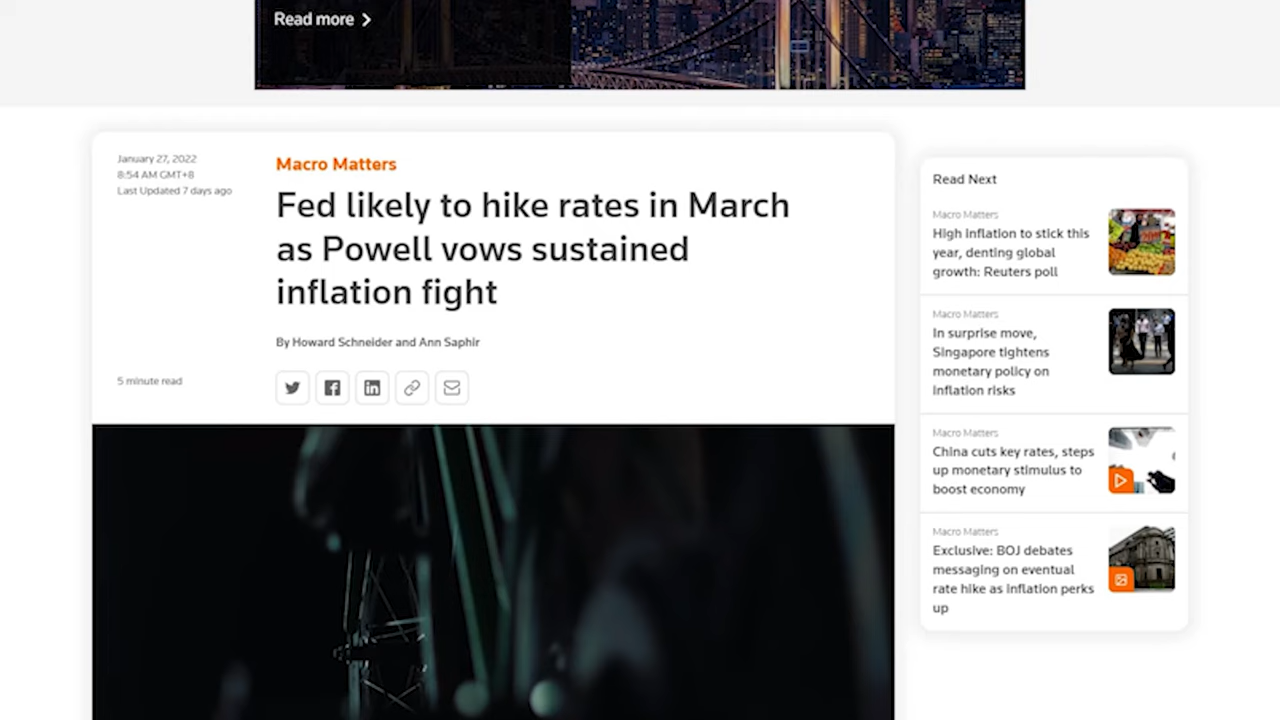 Read more
January 27, 2022
8:54 AM GMT+8
Last Updated 7 days ago
Macro Matters
Fed likely to hike rates in March
as Powell vows sustained
inflation fight
By Howard Schneider and Ann Saphir
5 minute read
Read Next
Macro Matters
High inflation to stick this
year, denting global
growth: Reuters poll
Macro Matters
In surprise move,
Singapore tightens
monetary policy on
inflation risks
Macro Matters
China cuts key rates, steps
up monetary stimulus to
boost economy
Macro Matters
Exclusive: BOJ debates
messaging on eventual
rate hike as inflation perks
up